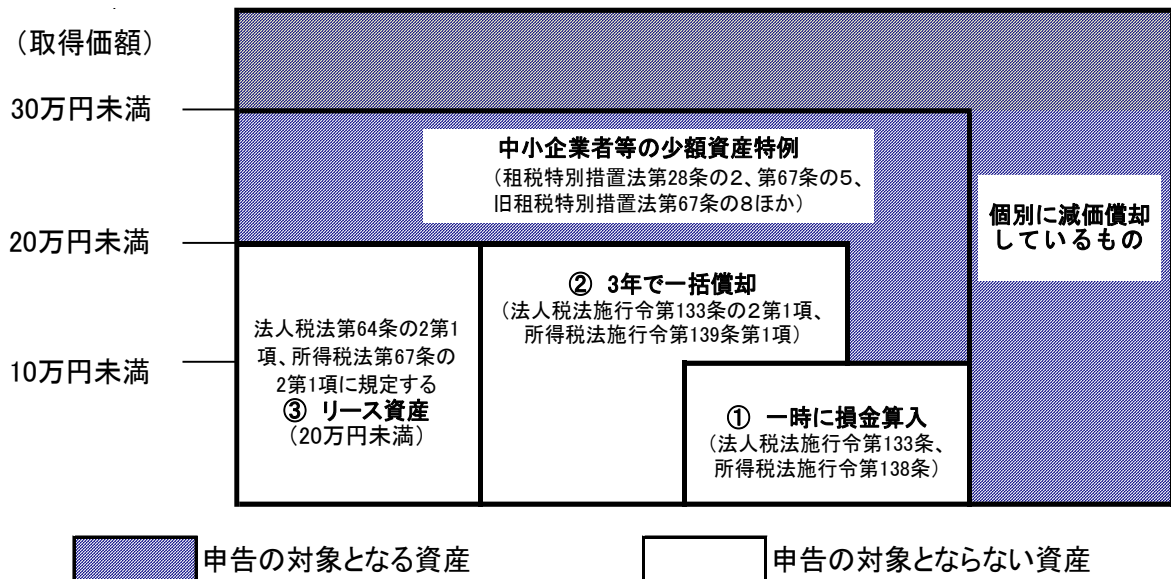 （取得価額）
30万円未満
20万円未満
10万円未満
中小企業者等の少額資産特例
（租税特別措置法第28条の２、第67条の５、
旧租税特別措置法第67条の８ほか）
個別に減価償却
しているもの
② 3年で一括償却
（法人税法施行令第133条の２第１項、
所得税法施行令第139条第１項）
法人税法第64条の2第1
項、所得税法第67条の
2第1項に規定する
③ リース資産
（20万円未満）
① 一時に損金算入
（法人税法施行令第133条、
所得税法施行令第138条）
申告の対象となる資産
申告の対象とならない資産